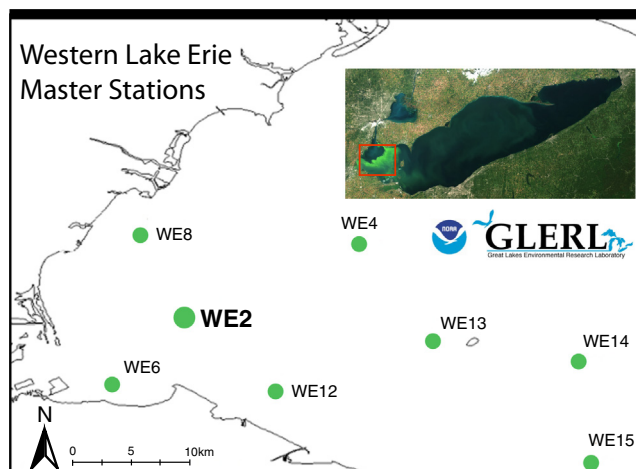 Western Lake Erie
Master Stations
WE8
WE4
NOAA
GLERL
Great Lakes Environmental Research Laboratory
WE2
WE13
WE14
WE6
WE12
N
0 5 10km
WE15